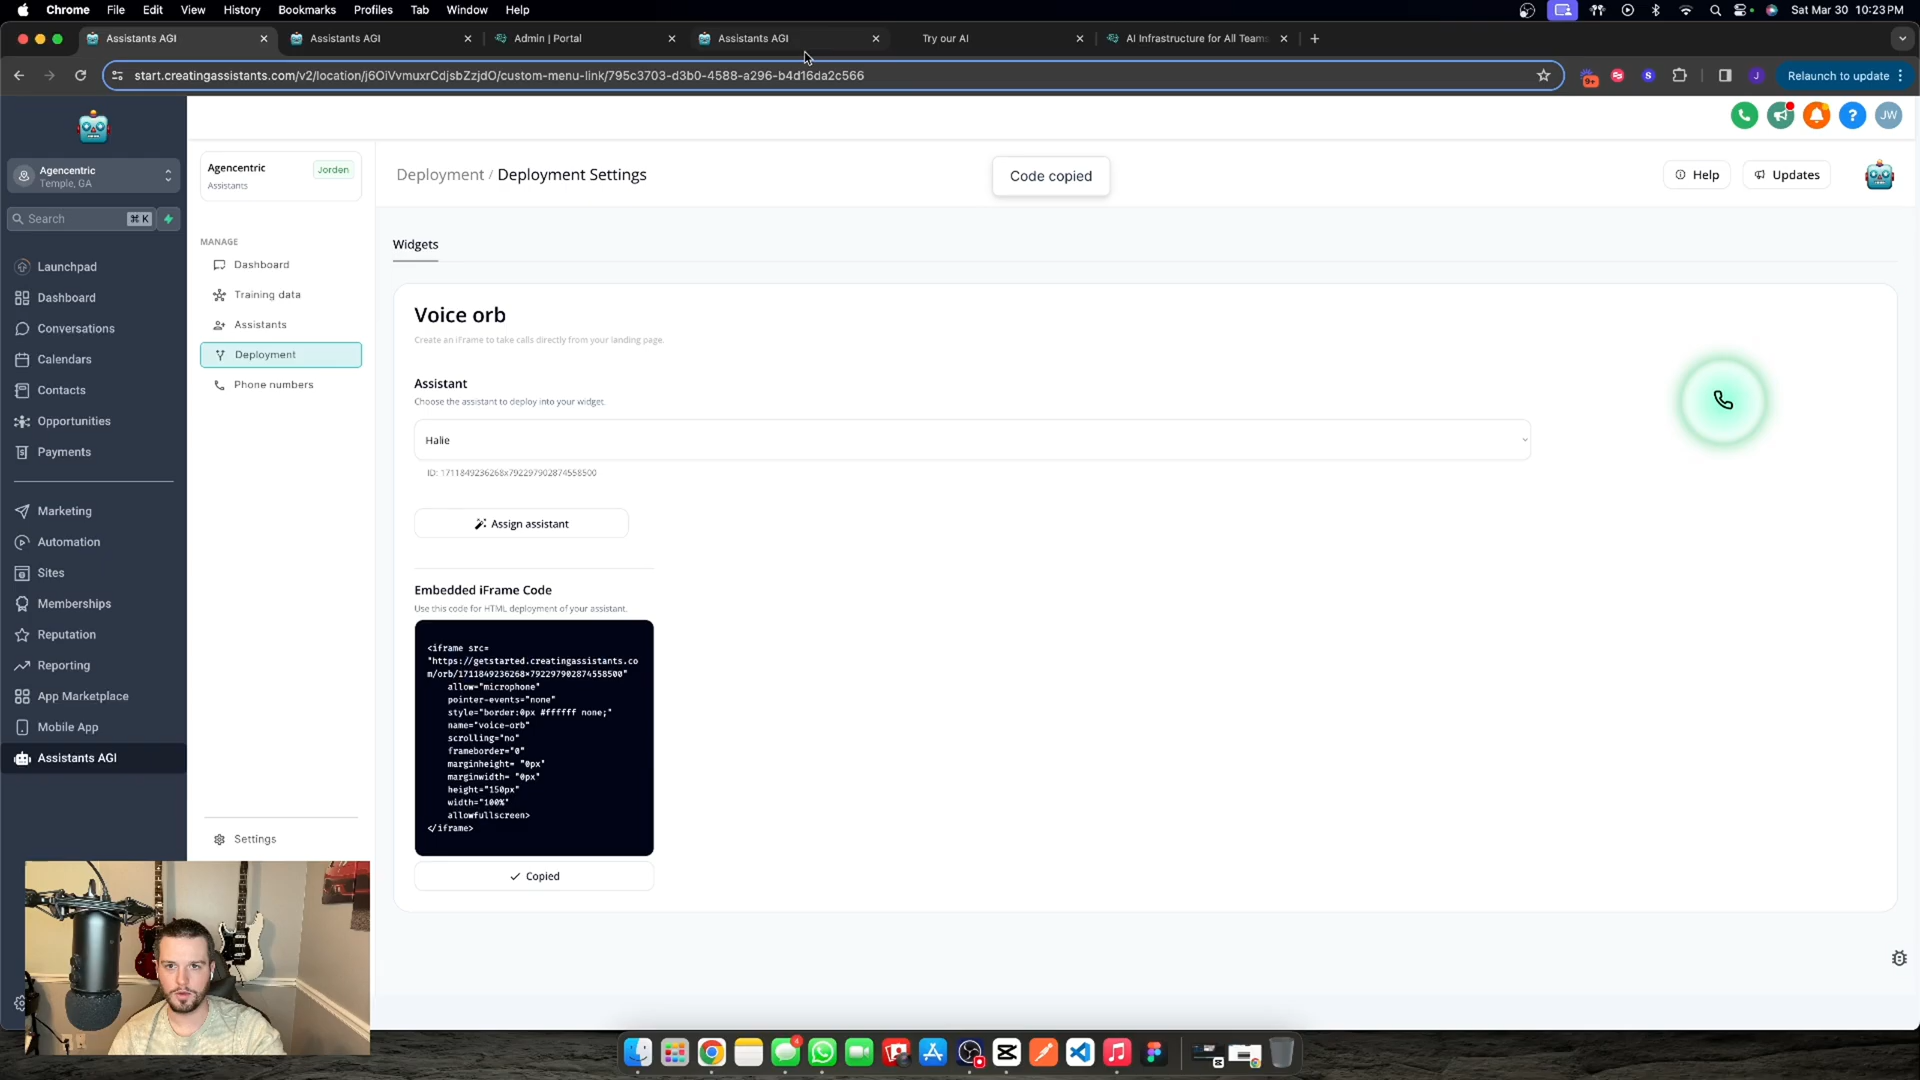 Chrome File Edit View History Bookmarks Profiles Tab Window Help
Sat Mar 30 10:23 PM
Assistants AGI
Assistants AGI
Admin | Portal
Assistants AGI
Try our AI
AI Infrastructure for All Teams
start.creatingassistants.com/v2/location/j6OiVvmuxrCdjsbZzjdO/custom-menu-link/795c3703-d3b0-4588-a296-b4d16da2c566
9+
S
J
Relaunch to update
Agencentric
Temple, GA
Search
⌘ K
Launchpad
Dashboard
Conversations
Calendars
Contacts
Opportunities
Payments
Marketing
Automation
Sites
Memberships
Reputation
Reporting
App Marketplace
Mobile App
Assistants AGI
Agencentric
Jorden
Assistants
MANAGE
Dashboard
Training data
Assistants
Deployment
Phone numbers
Settings
JW
Deployment / Deployment Settings
Code copied
Help
Updates
Widgets
Voice orb
Create an iFrame to take calls directly from your landing page.
Assistant
Choose the assistant to deploy into your widget.
Halie
ID: 1711849236268x792297902874558500
Assign assistant
Embedded iFrame Code
Use this code for HTML deployment of your assistant.
<iframe src=
"https://getstarted.creatingassistants.co
m/orb/1711849236268x792297902874558500"
allow="microphone"
pointer-events="none"
style="border:0px #ffffff none;"
name="voice-orb"
scrolling="no"
frameborder="0"
marginheight= "0px"
marginwidth= "0px"
height="150px"
width="100%"
allowfullscreen>
</iframe>
Copied